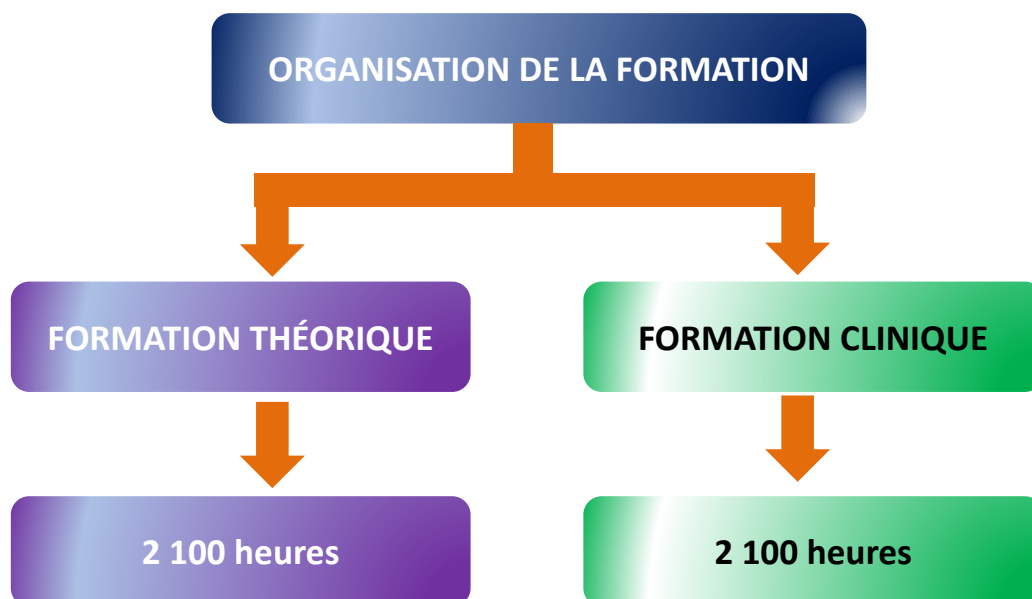 ORGANISATION DE LA FORMATION
FORMATION THÉORIQUE
FORMATION CLINIQUE
2 100 heures
2 100 heures